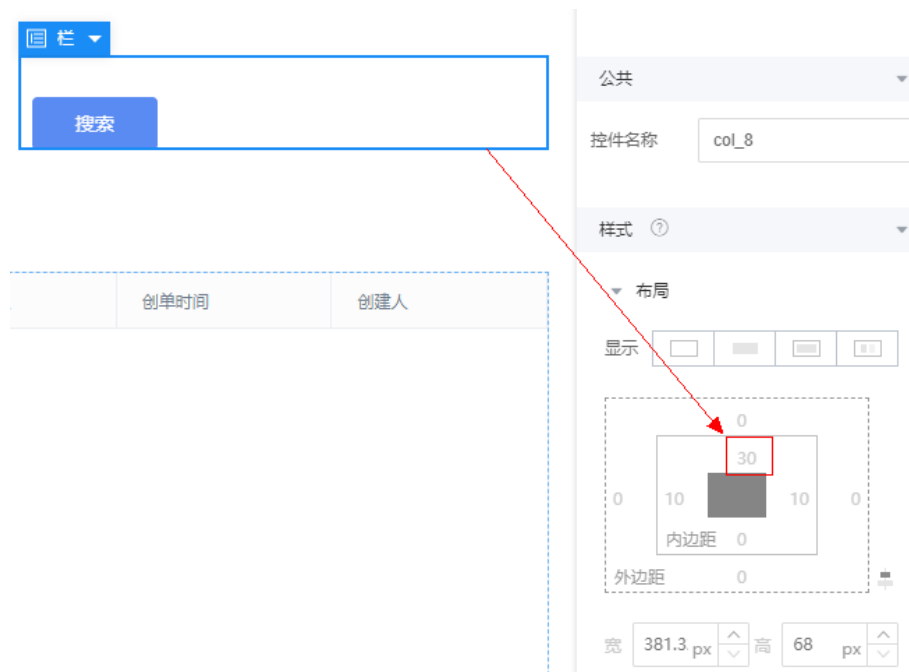 栏
搜索
创单时间
创建人
公共
控件名称
col_8
样式 ?
布局
显示
0
30
0
10
10
0
内边距 0
外边距 0
宽 381.3 px 高 68 px